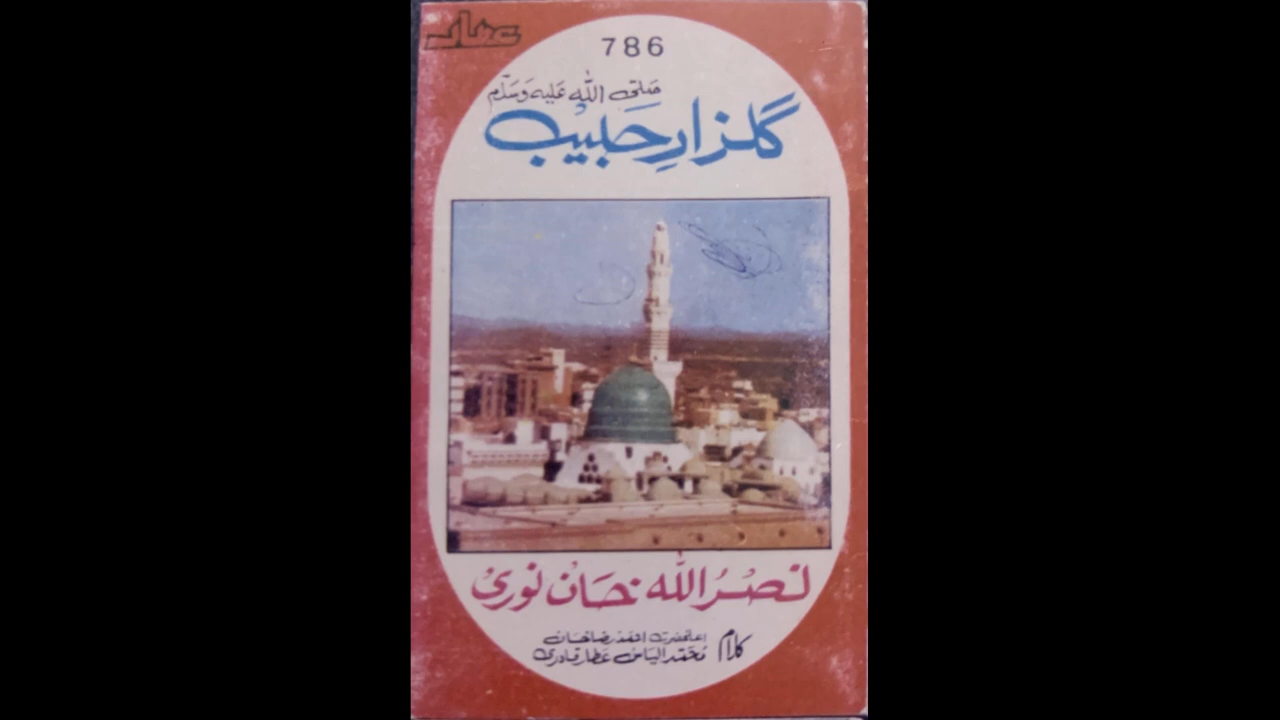 786
صلی اللہ علیہ وسلم
گلزارِ حبیب
نصر اللہ خان نوری
کلام
اعلٰحضرت احمد رضا خان
محمد الیاس عطار قادری